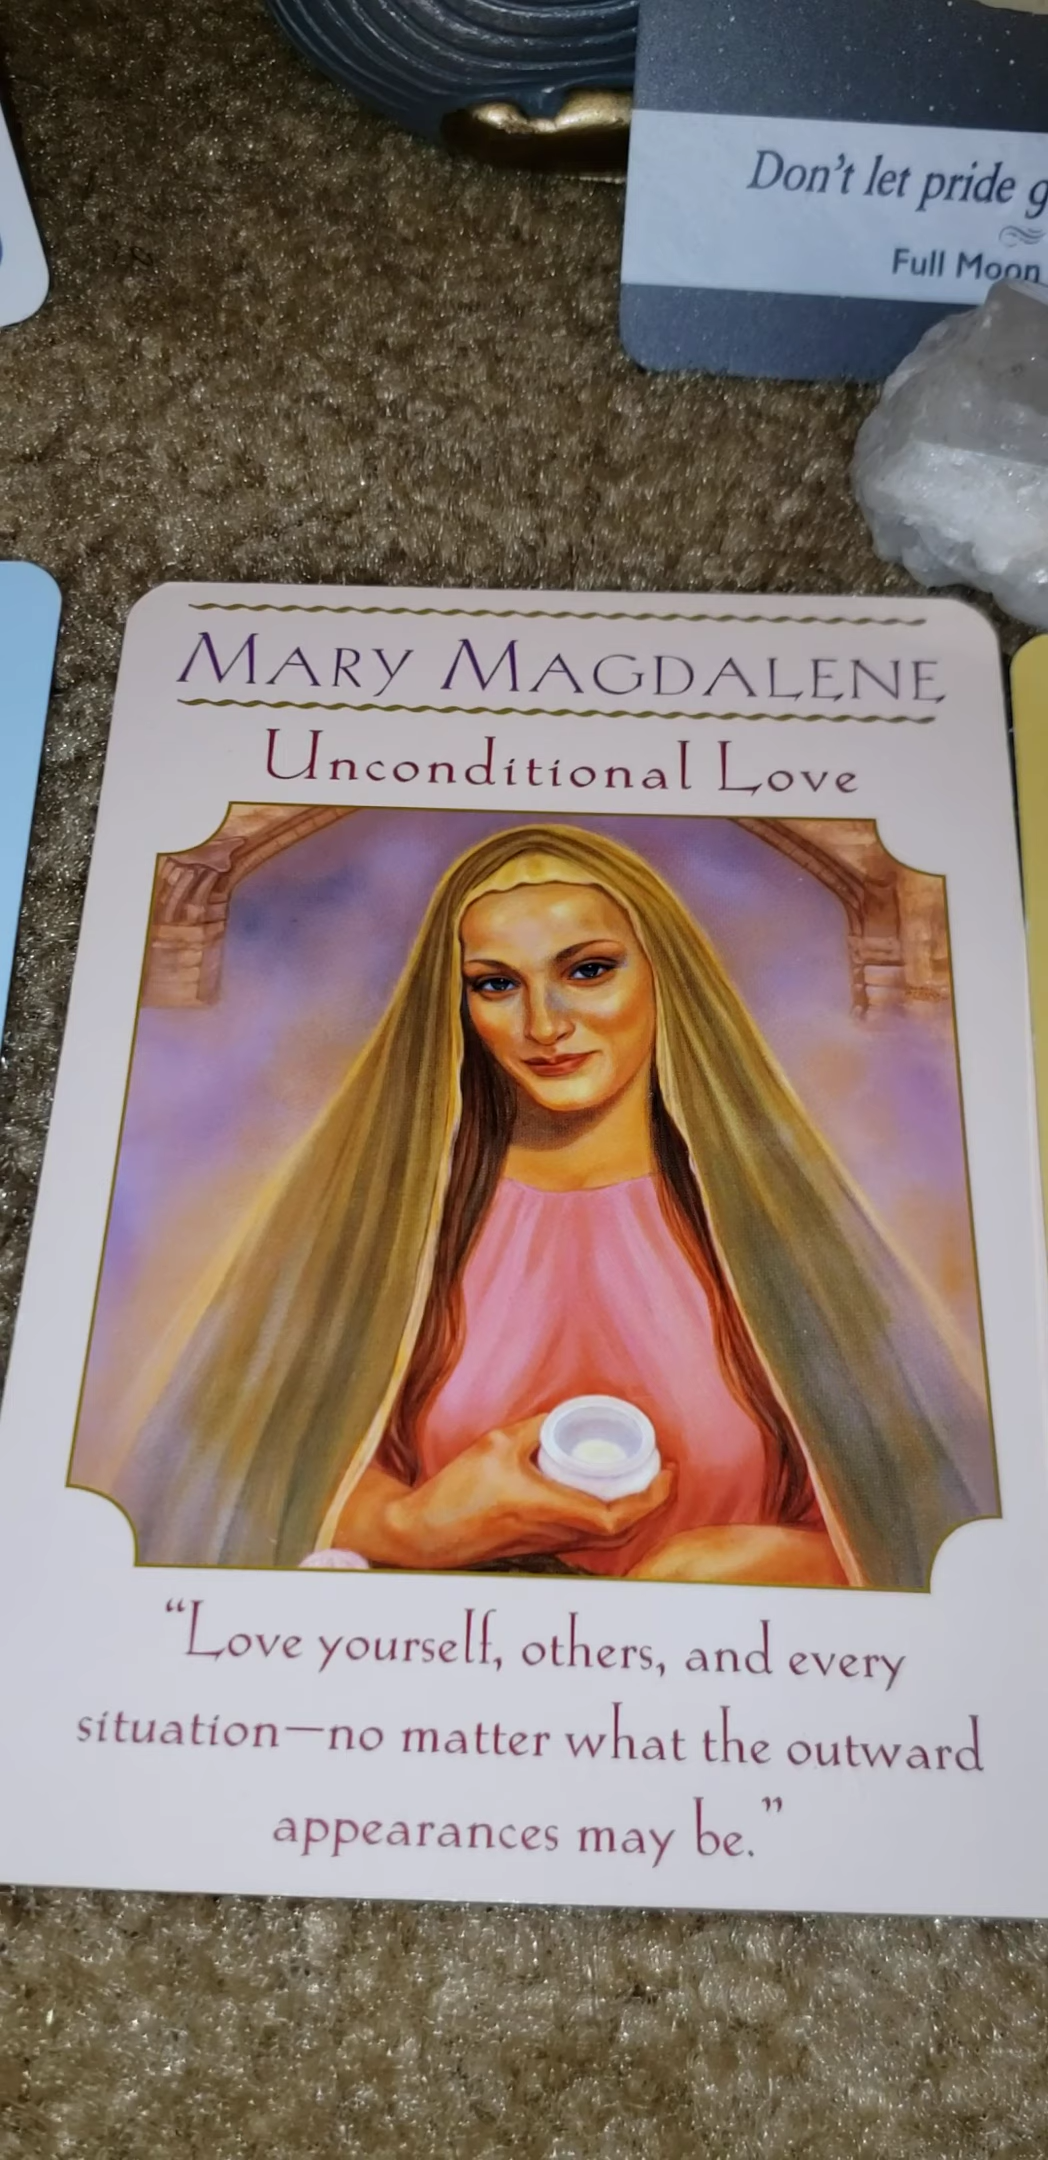 Don't let pride
Full Moon
MARY MAGDALENE
Unconditional Love
“Love yourself, others, and every
situation—no matter what the outward
appearances may be.”